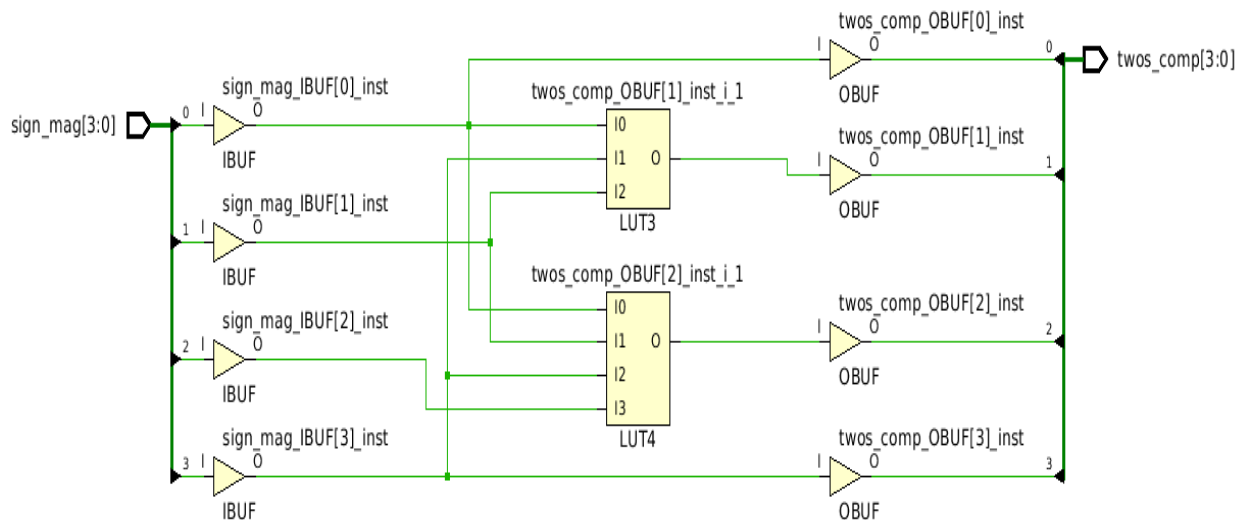 twos_comp_OBUF[0]_inst
I O 0
twos_comp[3:0]
OBUF
sign_mag_IBUF[0]_inst
twos_comp_OBUF[1]_inst_i_1
sign_mag[3:0]
0 I O
I0
I1 O
I2
IBUF
LUT3
twos_comp_OBUF[1]_inst
I O 1
OBUF
sign_mag_IBUF[1]_inst
1 I O
IBUF
twos_comp_OBUF[2]_inst_i_1
I0
I1 O
I2
I3
LUT4
twos_comp_OBUF[2]_inst
I O 2
OBUF
sign_mag_IBUF[2]_inst
2 I O
IBUF
sign_mag_IBUF[3]_inst
3 I O
IBUF
twos_comp_OBUF[3]_inst
I O 3
OBUF